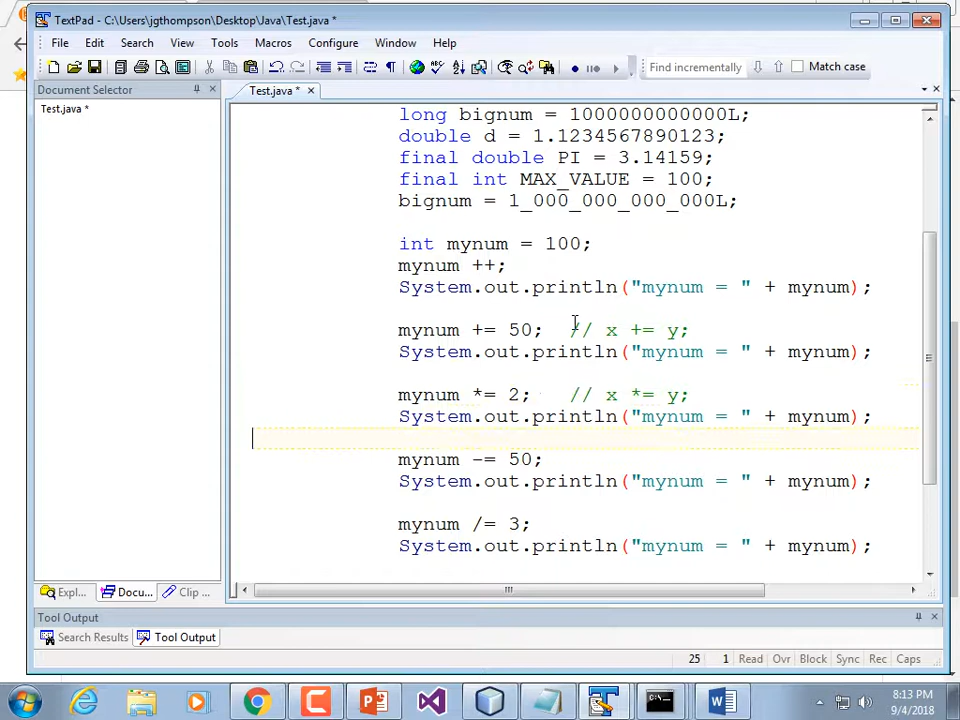 TextPad - C:\Users\jgthompson\Desktop\Java\Test.java *
File Edit Search View Tools Macros Configure Window Help
Find incrementally Match case
Document Selector
Test.java *
Test.java *
long bignum = 1000000000000L;
double d = 1.1234567890123;
final double PI = 3.14159;
final int MAX_VALUE = 100;
bignum = 1_000_000_000_000L;
int mynum = 100;
mynum ++;
System.out.println("mynum = " + mynum);
mynum += 50; // x += y;
System.out.println("mynum = " + mynum);
mynum *= 2; // x *= y;
System.out.println("mynum = " + mynum);
mynum -= 50;
System.out.println("mynum = " + mynum);
mynum /= 3;
System.out.println("mynum = " + mynum);
Expl... Docu... Clip ...
Tool Output
Search Results Tool Output
25 1 Read Ovr Block Sync Rec Caps
8:13 PM
9/4/2018